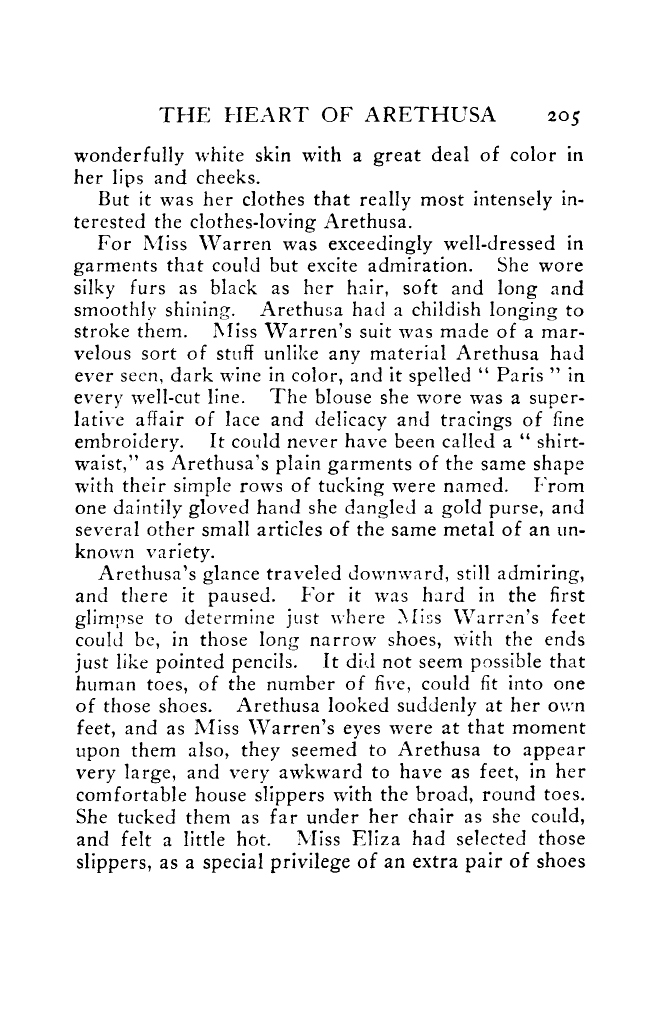 THE HEART OF ARETHUSA 205
wonderfully white skin with a great deal of color in
her lips and cheeks.
But it was her clothes that really most intensely in-
terested the clothes-loving Arethusa.
For Miss Warren was exceedingly well-dressed in
garments that could but excite admiration. She wore
silky furs as black as her hair, soft and long and
smoothly shining. Arethusa had a childish longing to
stroke them. Miss Warren's suit was made of a mar-
velous sort of stuff unlike any material Arethusa had
ever seen, dark wine in color, and it spelled “ Paris ” in
every well-cut line. The blouse she wore was a super-
lative affair of lace and delicacy and tracings of fine
embroidery. It could never have been called a “ shirt-
waist,” as Arethusa's plain garments of the same shape
with their simple rows of tucking were named. From
one daintily gloved hand she dangled a gold purse, and
several other small articles of the same metal of an un-
known variety.
Arethusa's glance traveled downward, still admiring,
and there it paused. For it was hard in the first
glimpse to determine just where Miss Warren's feet
could be, in those long narrow shoes, with the ends
just like pointed pencils. It did not seem possible that
human toes, of the number of five, could fit into one
of those shoes. Arethusa looked suddenly at her own
feet, and as Miss Warren's eyes were at that moment
upon them also, they seemed to Arethusa to appear
very large, and very awkward to have as feet, in her
comfortable house slippers with the broad, round toes.
She tucked them as far under her chair as she could,
and felt a little hot. Miss Eliza had selected those
slippers, as a special privilege of an extra pair of shoes